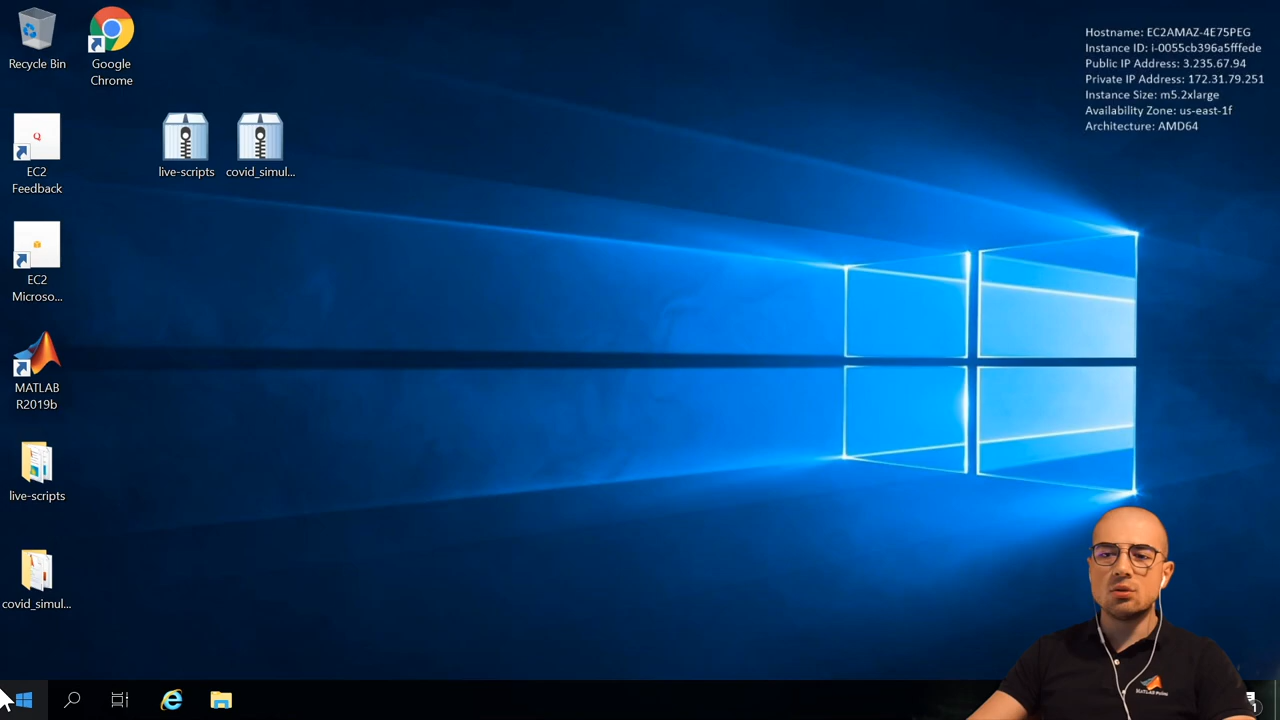 Recycle Bin
Google
Chrome
Hostname: EC2AMAZ-4E75PEG
Instance ID: i-0055cb396a5fffede
Public IP Address: 3.235.67.94
Private IP Address: 172.31.79.251
Instance Size: m5.2xlarge
Availability Zone: us-east-1f
Architecture: AMD64
Q
EC2
Feedback
live-scripts
covid_simul...
EC2
Microso...
MATLAB
R2019b
live-scripts
covid_simul...
1